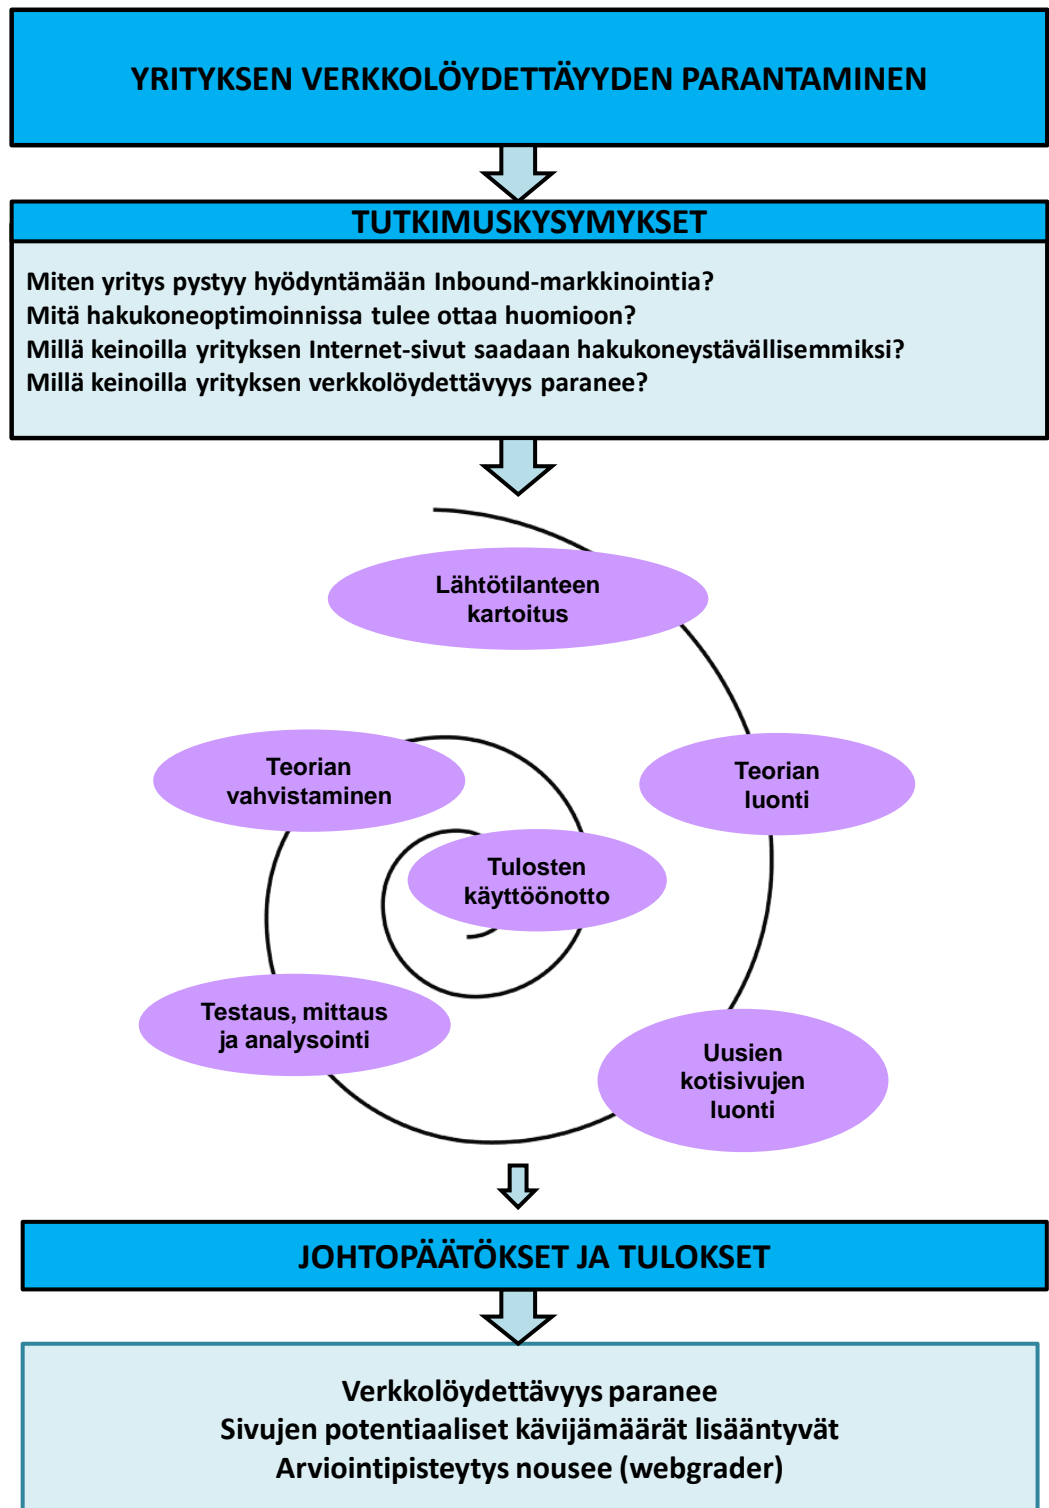 YRITYKSEN VERKKOLÖYDETTÄYYDEN PARANTAMINEN
TUTKIMUSKYSYMYKSET
Miten yritys pystyy hyödyntämään Inbound-markkinointia?
Mitä hakukoneoptimoinnissa tulee ottaa huomioon?
Millä keinoilla yrityksen Internet-sivut saadaan hakukoneystävällisemmiksi?
Millä keinoilla yrityksen verkkolöydettävyys paranee?
Lähtötilanteen
kartoitus
Teorian
luonti
Uusien
kotisivujen
luonti
Testaus, mittaus
ja analysointi
Teorian
vahvistaminen
Tulosten
käyttöönotto
JOHTOPÄÄTÖKSET JA TULOKSET
Verkkolöydettävyys paranee
Sivujen potentiaaliset kävijämäärät lisääntyvät
Arviointipisteytys nousee (webgrader)